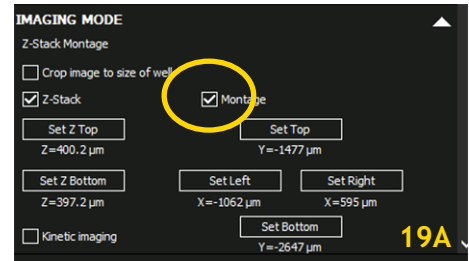 IMAGING MODE
Z-Stack Montage
Crop image to size of well
Z-Stack
Montage
Set Z Top
Set Top
Z=400.2 µm
Y=-1477 µm
Set Z Bottom
Set Left
Set Right
Z=397.2 µm
X=-1062 µm
X=595 µm
Set Bottom
Kinetic imaging
Y=-2647 µm
19A